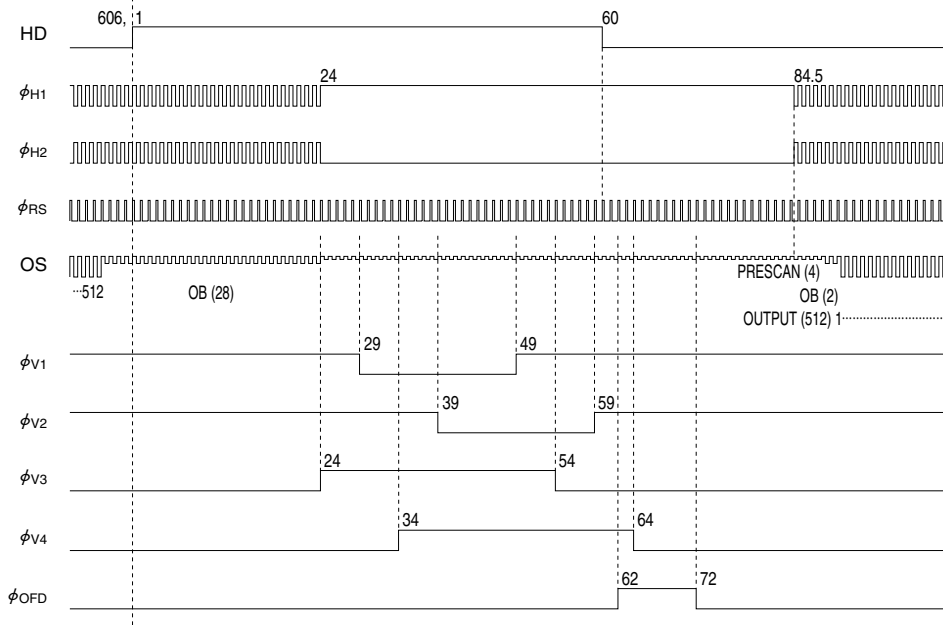 606, 1 60
HD
24 84.5
ϕH1
ϕH2
ϕRS
OS
PRESCAN (4)
···512 OB (28) OB (2)
OUTPUT (512) 1
29 49
ϕV1
39 59
ϕV2
24 54
ϕV3
34 64
ϕV4
62 72
ϕOFD